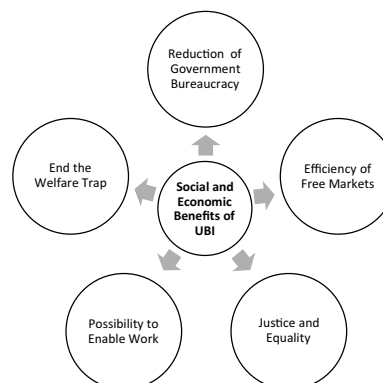 Reduction of
Government
Bureaucracy
End the
Welfare Trap
Social and
Economic
Benefits of
UBI
Efficiency of
Free Markets
Possibility to
Enable Work
Justice and
Equality